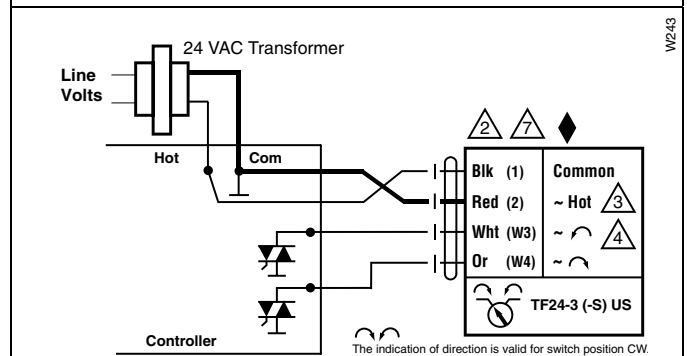 W243
24 VAC Transformer
Line
Volts
2 7
Hot Com
Blk (1) Common
Red (2) ~ Hot 3
Wht (W3) ~ 4
Or (W4) ~
TF24-3 (-S) US
Controller
The indication of direction is valid for switch position CW.